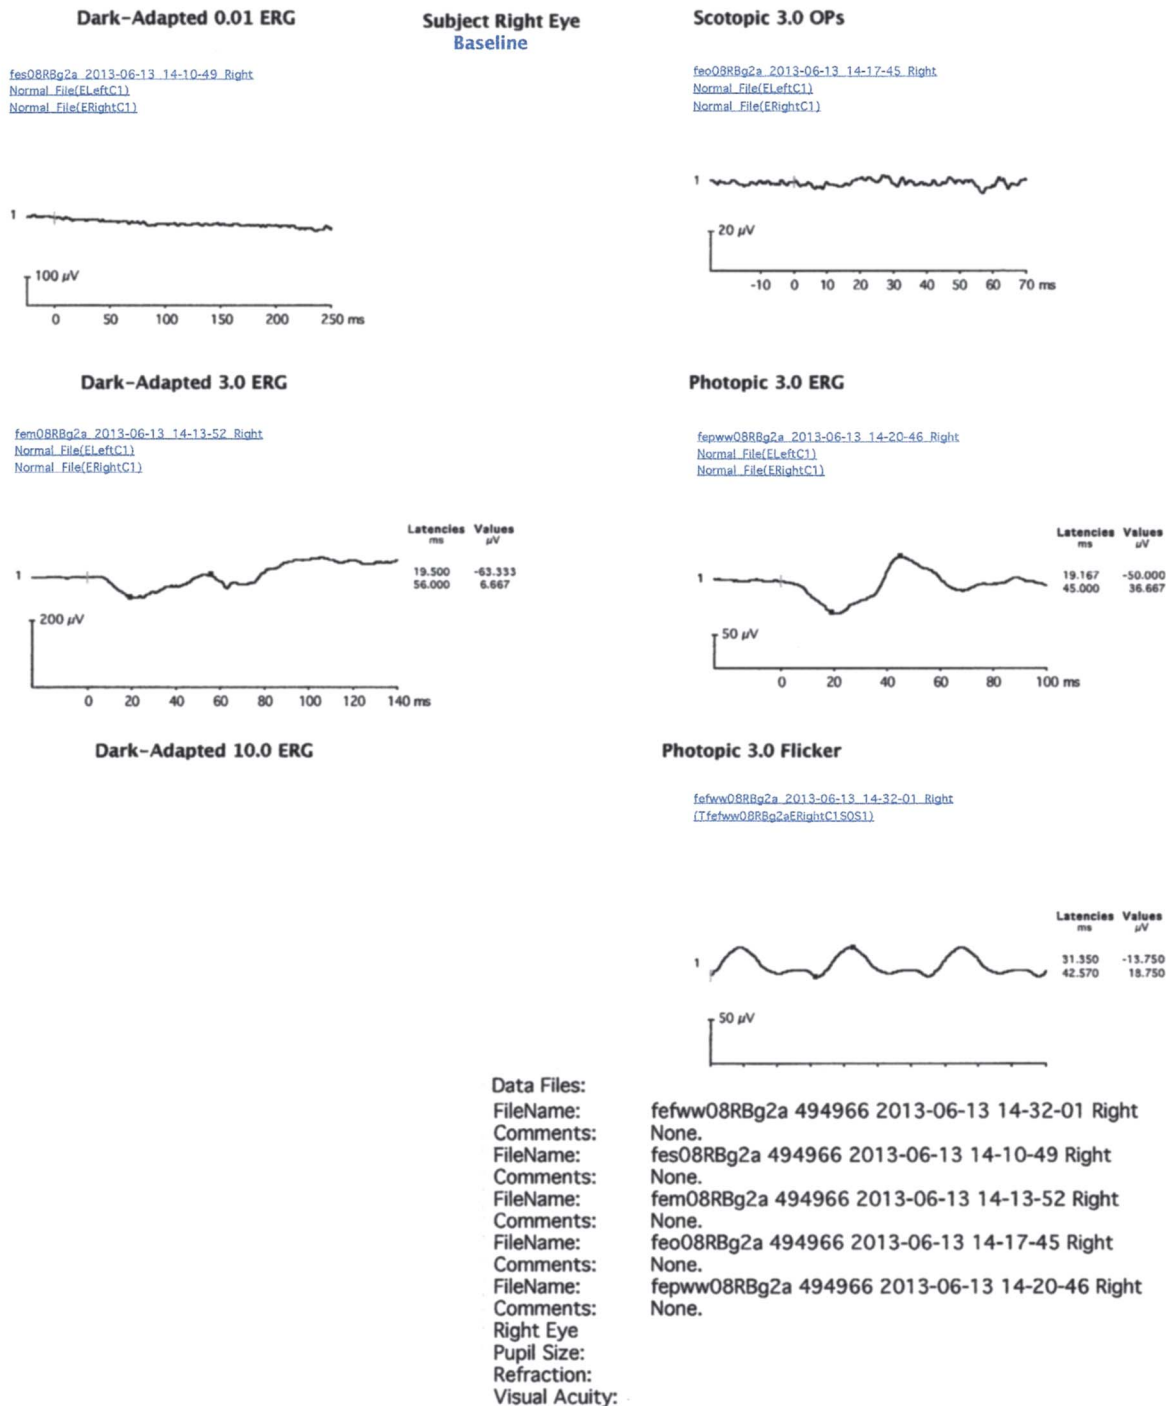 Dark-Adapted 0.01 ERG
Subject Right Eye
Baseline
Scotopic 3.0 OPs
fes08RBg2a 2013-06-13 14-10-49 Right
Normal File(ELeftC1)
Normal File(ERightC1)
feo08RBg2a 2013-06-13 14-17-45 Right
Normal File(ELeftC1)
Normal File(ERightC1)
1
100 µV
0 50 100 150 200 250 ms
1
20 µV
-10 0 10 20 30 40 50 60 70 ms
Dark-Adapted 3.0 ERG
Photopic 3.0 ERG
fem08RBg2a 2013-06-13 14-13-52 Right
Normal File(ELeftC1)
Normal File(ERightC1)
fepww08RBg2a 2013-06-13 14-20-46 Right
Normal File(ELeftC1)
Normal File(ERightC1)
Latencies Values
ms µV
19.500 -63.333
56.000 6.667
1
200 µV
0 20 40 60 80 100 120 140 ms
Latencies Values
ms µV
19.167 -50.000
45.000 36.667
1
50 µV
0 20 40 60 80 100 ms
Dark-Adapted 10.0 ERG
Photopic 3.0 Flicker
fefww08RBg2a 2013-06-13 14-32-01 Right
(Tfefww08RBg2aERightC1S0S1)
Latencies Values
ms µV
31.350 -13.750
42.570 18.750
1
50 µV
Data Files:
FileName: fefww08RBg2a 494966 2013-06-13 14-32-01 Right
Comments: None.
FileName: fes08RBg2a 494966 2013-06-13 14-10-49 Right
Comments: None.
FileName: fem08RBg2a 494966 2013-06-13 14-13-52 Right
Comments: None.
FileName: feo08RBg2a 494966 2013-06-13 14-17-45 Right
Comments: None.
FileName: fepww08RBg2a 494966 2013-06-13 14-20-46 Right
Comments: None.
Right Eye
Pupil Size:
Refraction:
Visual Acuity: